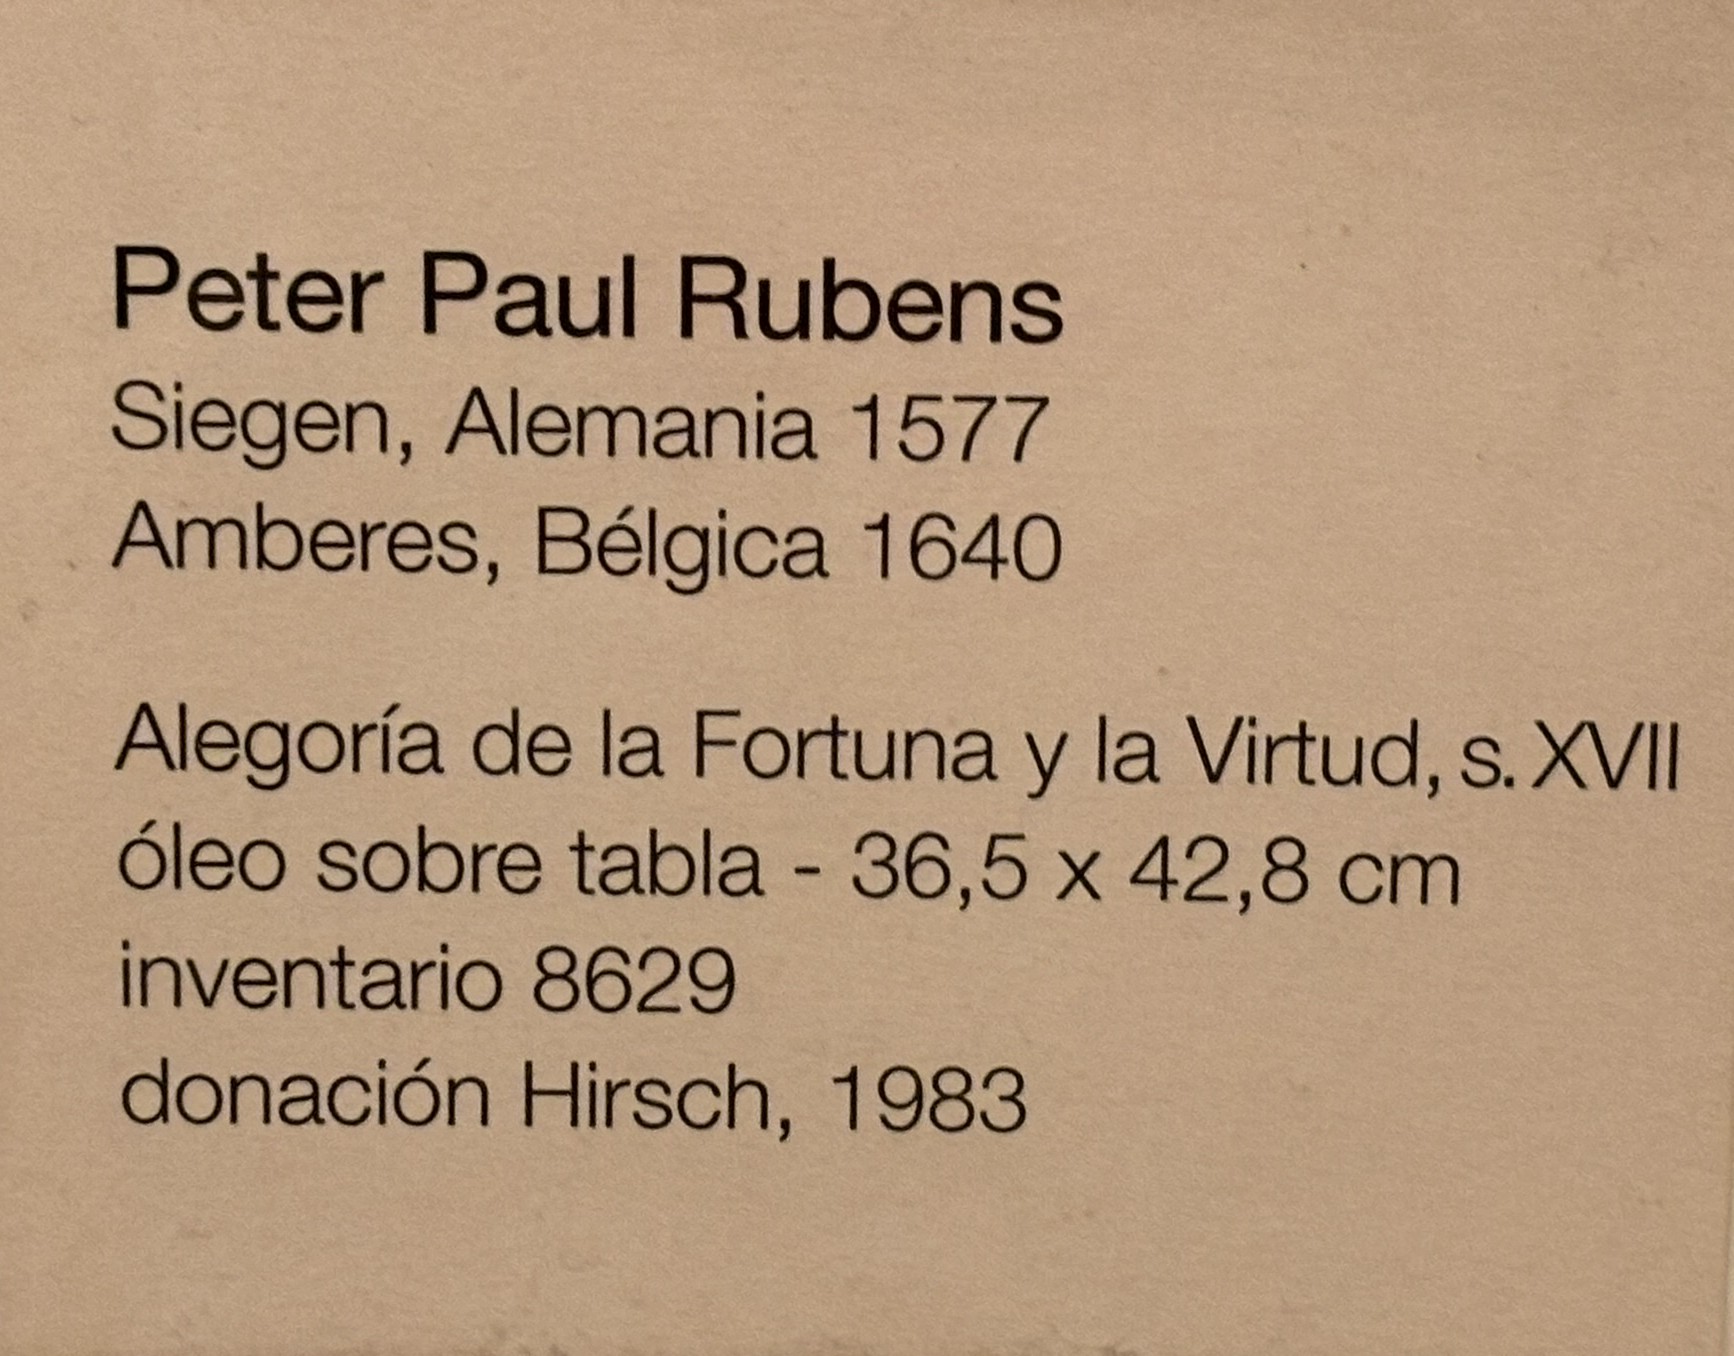 Peter Paul Rubens
Siegen, Alemania 1577
Amberes, Bélgica 1640
Alegoría de la Fortuna y la Virtud, s. XVII
óleo sobre tabla - 36,5 x 42,8 cm
inventario 8629
donación Hirsch, 1983